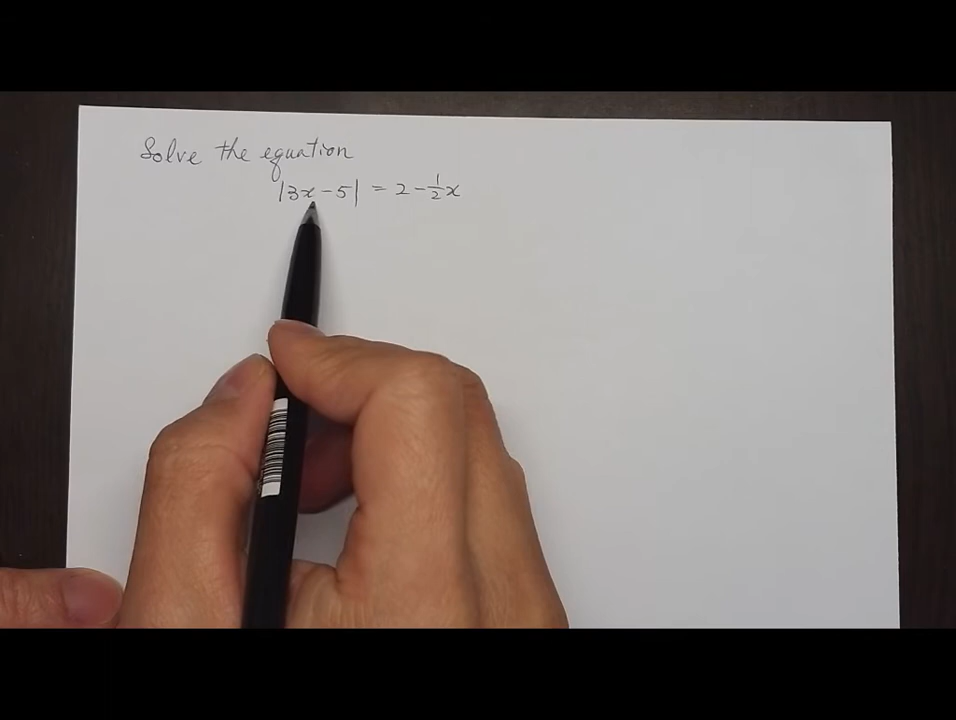 Solve the equation
|3x-5| = 2-½x